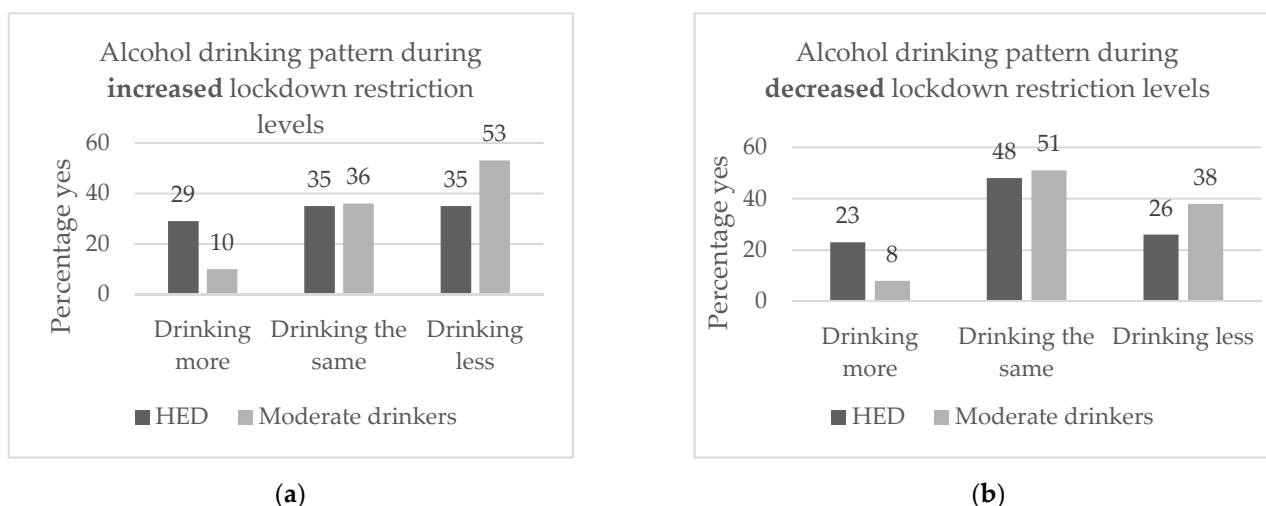 Alcohol drinking pattern during
increased lockdown restriction
levels
Percentage yes
60
40
20
0
29
10
35
36
35
53
Drinking more
Drinking the same
Drinking less
HED Moderate drinkers
(a)
Alcohol drinking pattern during
decreased lockdown restriction levels
Percentage yes
60
40
20
0
23
8
48
51
26
38
Drinking more
Drinking the same
Drinking less
HED Moderate drinkers
(b)